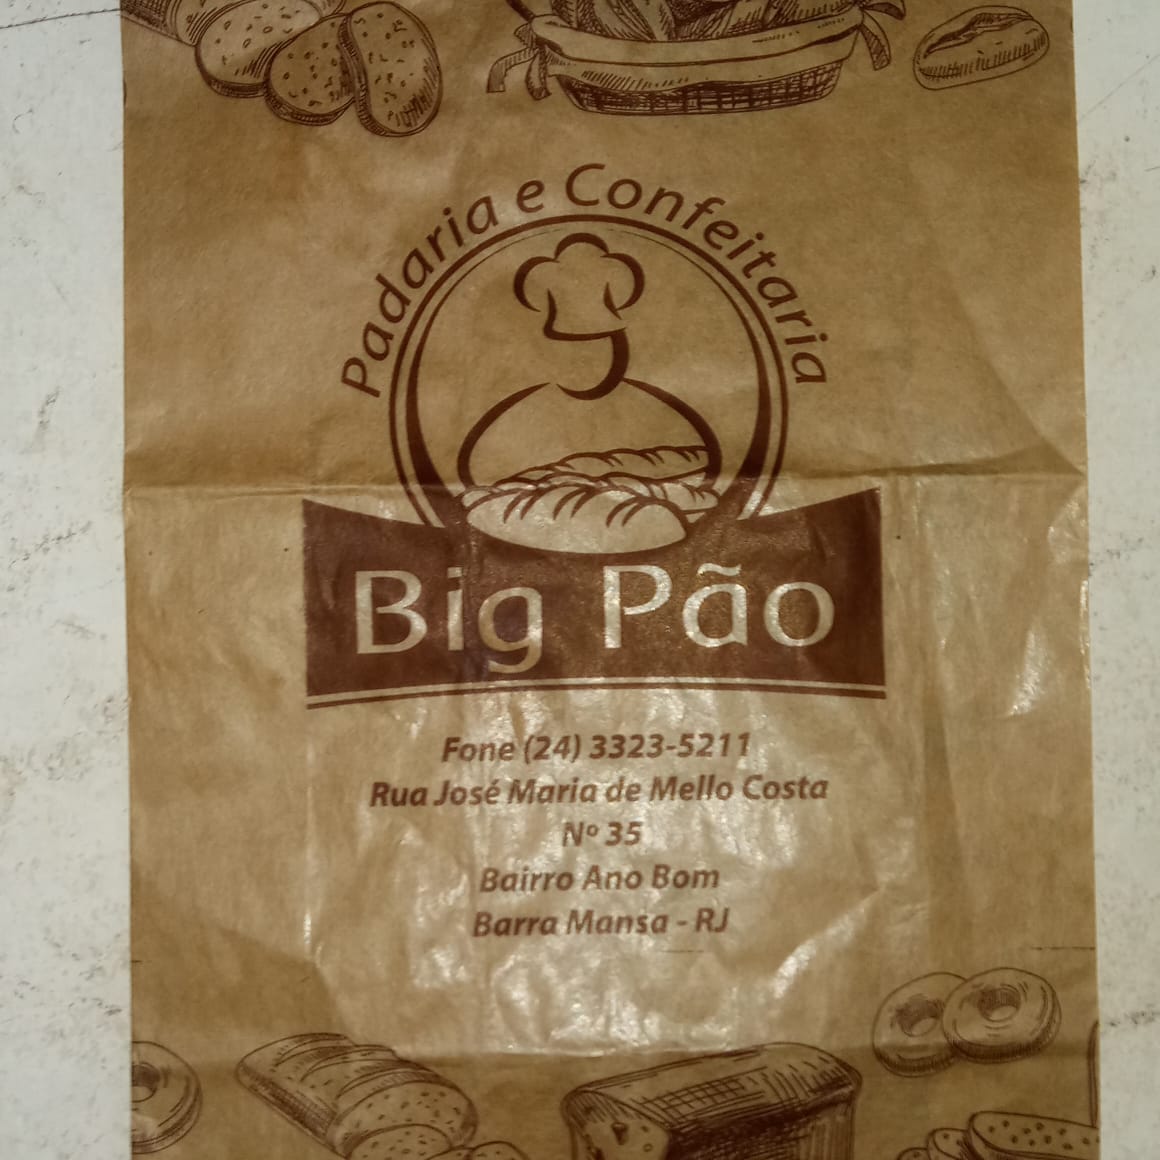 Padaria e Confeitaria
Big Pão
Fone (24) 3323-5211
Rua José Maria de Mello Costa
Nº 35
Bairro Ano Bom
Barra Mansa - RJ